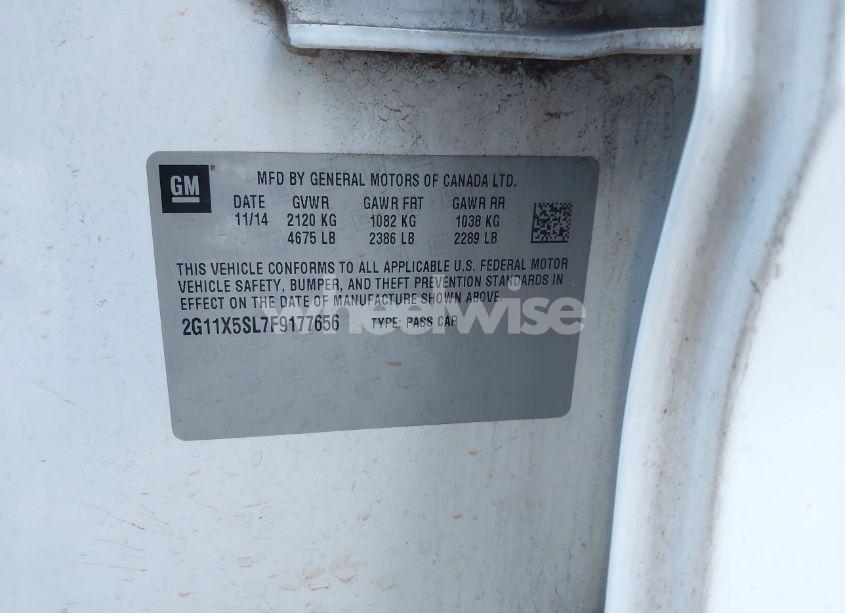 GM
®
MFD BY GENERAL MOTORS OF CANADA LTD.
DATE GVWR GAWR FRT GAWR RR
11/14 2120 KG 1082 KG 1038 KG
4675 LB 2386 LB 2289 LB
THIS VEHICLE CONFORMS TO ALL APPLICABLE U.S. FEDERAL MOTOR
VEHICLE SAFETY, BUMPER, AND THEFT PREVENTION STANDARDS IN
EFFECT ON THE DATE OF MANUFACTURE SHOWN ABOVE.
2G11X5SL7F9177656 TYPE: PASS CAR
wheelwise